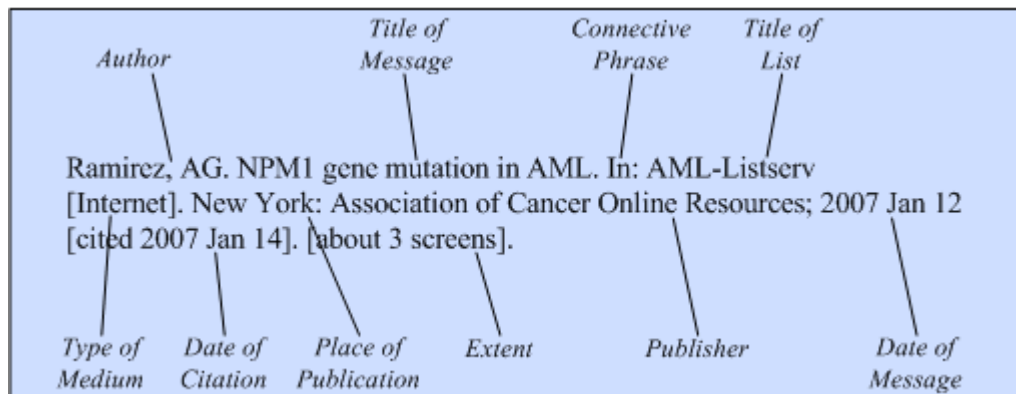 Title of Connective Title of
Author Message Phrase List
Ramirez, AG. NPM1 gene mutation in AML. In: AML-Listserv
[Internet]. New York: Association of Cancer Online Resources; 2007 Jan 12
[cited 2007 Jan 14]. [about 3 screens].
Type of Date of Place of Extent Publisher Date of
Medium Citation Publication Message